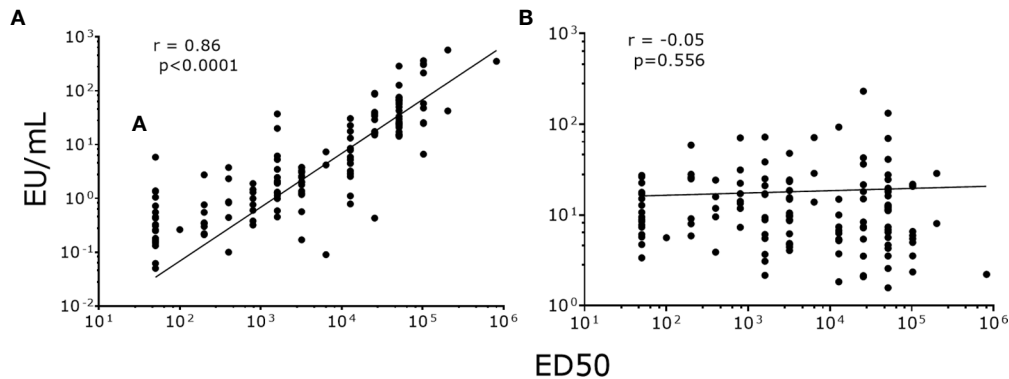 A
B
r = 0.86
p<0.0001
r = -0.05
p=0.556
A
EU/mL
10³
10²
10¹
10⁰
10⁻¹
10⁻²
10¹ 10² 10³ 10⁴ 10⁵ 10⁶
10³
10²
10¹
10⁰
10¹ 10² 10³ 10⁴ 10⁵ 10⁶
ED50